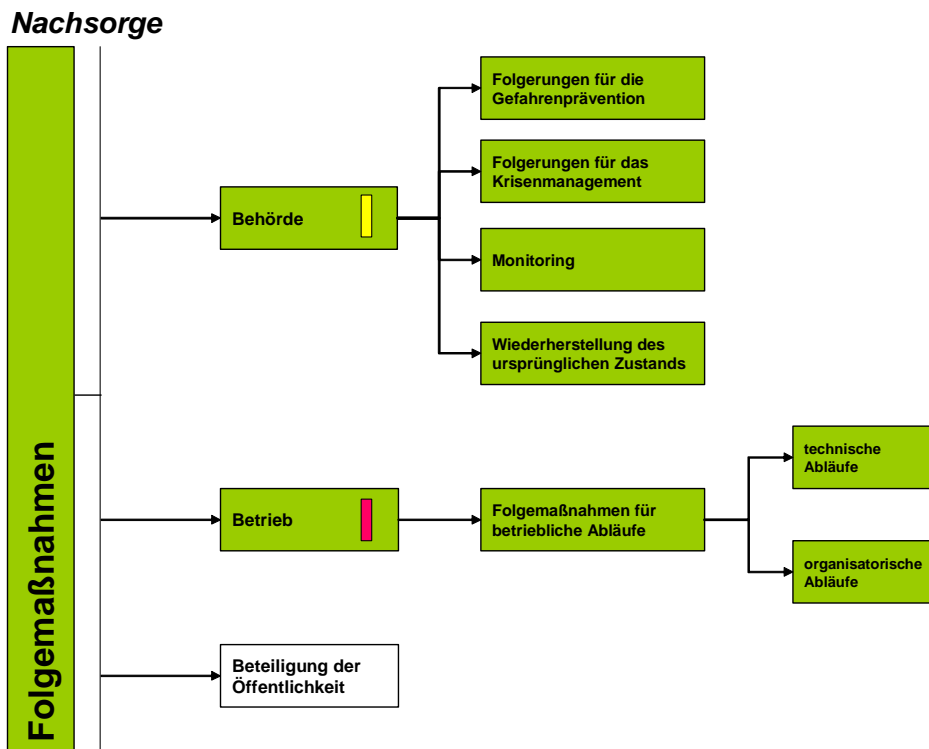 Nachsorge
Folgemaßnahmen
Behörde
Folgerungen für die
Gefahrenprävention
Folgerungen für das
Krisenmanagement
Monitoring
Wiederherstellung des
ursprünglichen Zustands
Betrieb
Folgemaßnahmen für
betriebliche Abläufe
technische
Abläufe
organisatorische
Abläufe
Beteiligung der
Öffentlichkeit